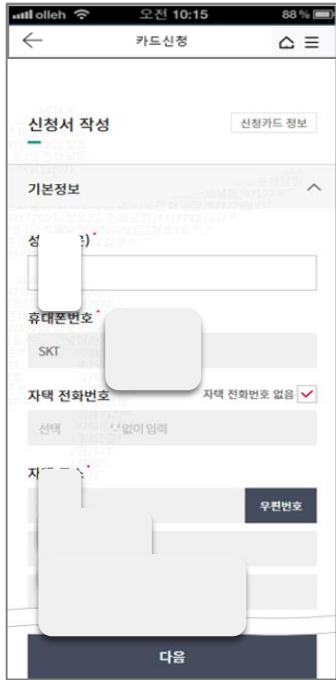 olleh 오전 10:15 88%
카드신청
신청서 작성 신청카드 정보
기본정보
휴대폰번호 *
SKT
자택 전화번호 자택 전화번호 없음
선택 '-' 없이 입력
우편번호
다음